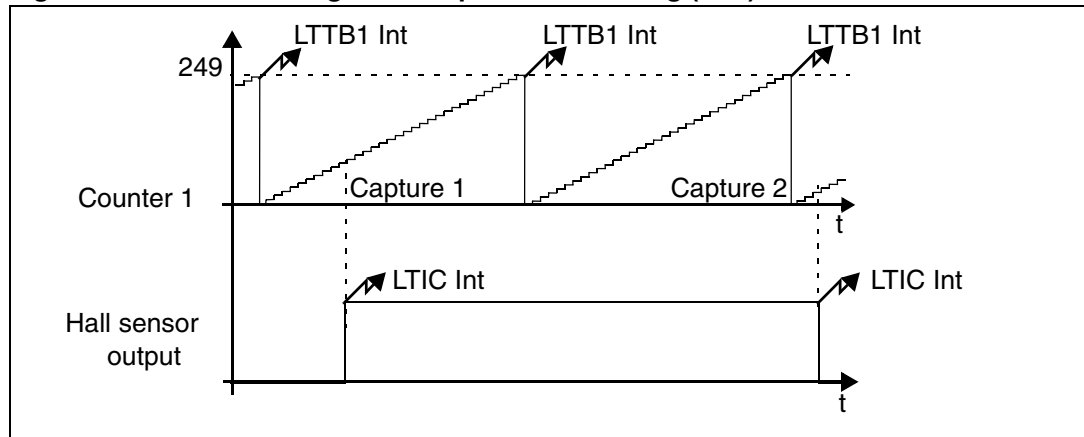 LTTB1 Int LTTB1 Int LTTB1 Int
249
Capture 1 Capture 2
Counter 1
t
LTIC Int LTIC Int
Hall sensor
output
t